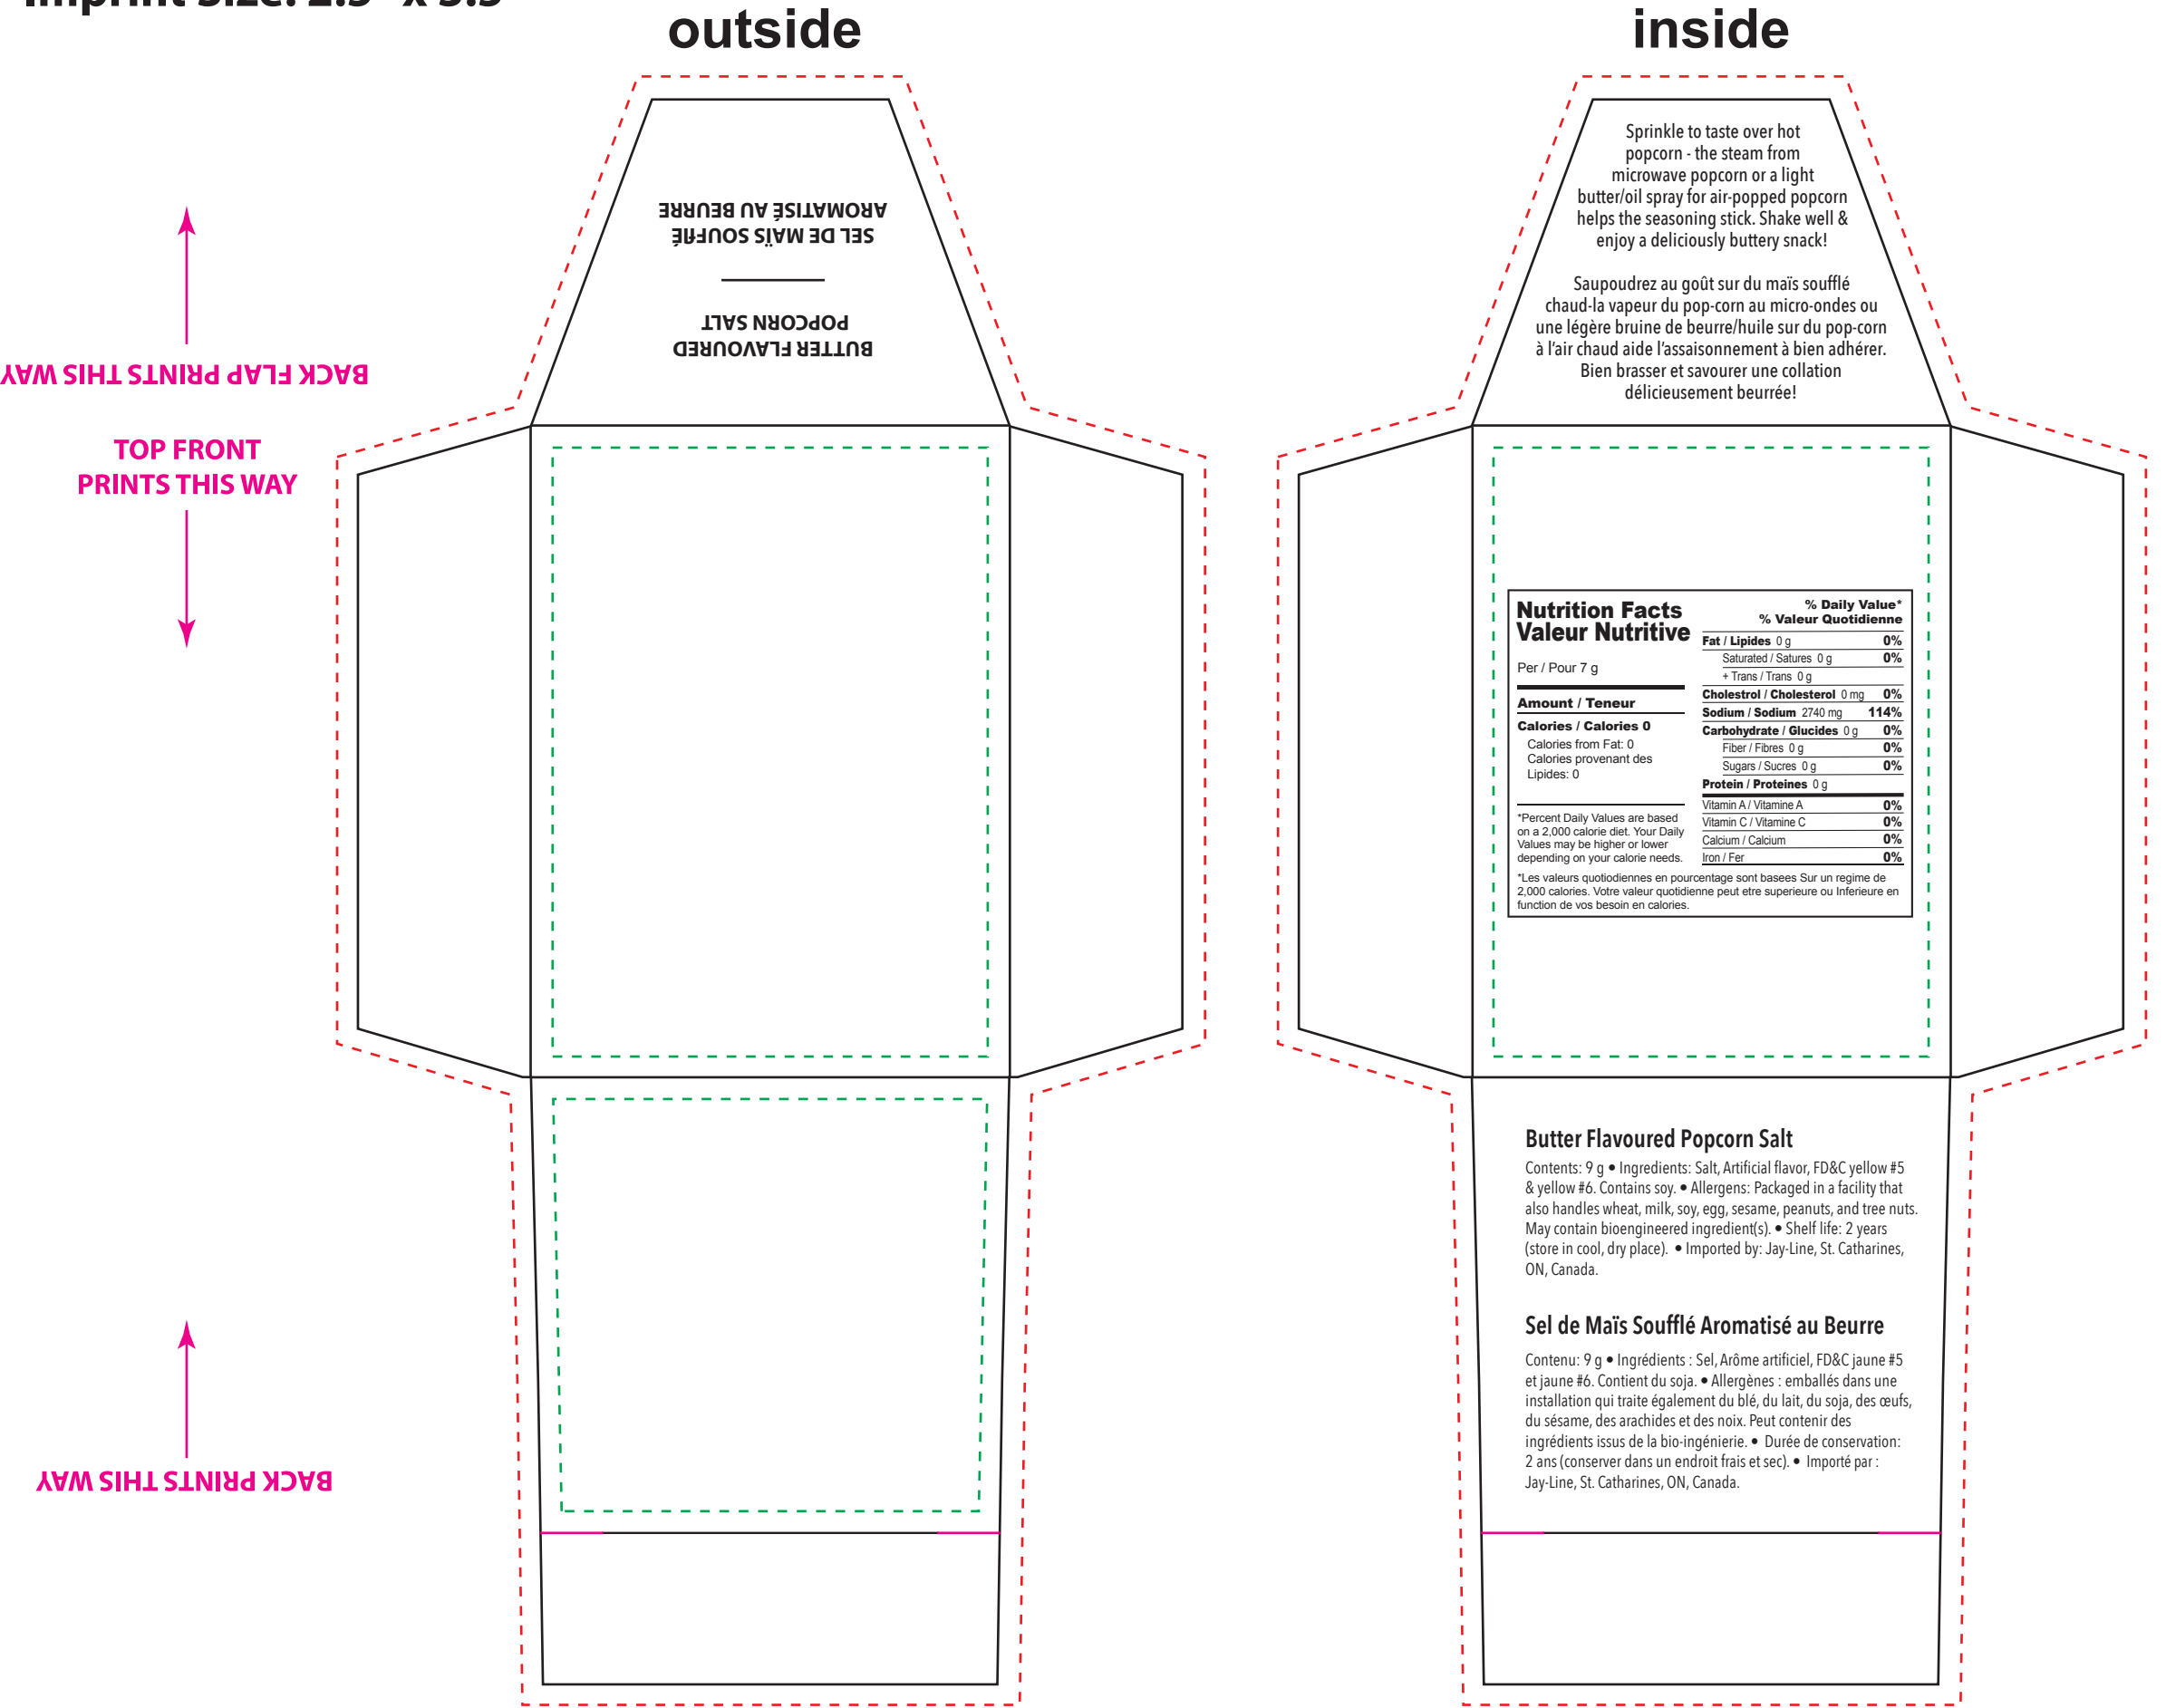 Imprint Size: 2.5" x 3.5"
outside
inside
AROMATISÉ AU BEURRE
SEL DE MAÏS SOUFFLÉ
POPCORN SALT
BUTTER FLAVOURED
BACK FLAP PRINTS THIS WAY
TOP FRONT
PRINTS THIS WAY
BACK PRINTS THIS WAY
Sprinkle to taste over hot
popcorn - the steam from
microwave popcorn or a light
butter/oil spray for air-popped popcorn
helps the seasoning stick. Shake well &
enjoy a deliciously buttery snack!
Saupoudrez au goût sur du maïs soufflé
chaud-la vapeur du pop-corn au micro-ondes ou
une légère bruine de beurre/huile sur du pop-corn
à l'air chaud aide l'assaisonnement à bien adhérer.
Bien brasser et savourer une collation
délicieusement beurrée!
Nutrition Facts
Valeur Nutritive
Per / Pour 7 g
Amount / Teneur
Calories / Calories 0
Calories from Fat: 0
Calories provenant des
Lipides: 0
*Percent Daily Values are based
on a 2,000 calorie diet. Your Daily
Values may be higher or lower
depending on your calorie needs.
% Daily Value*
% Valeur Quotidienne
Fat / Lipides 0 g 0%
Saturated / Satures 0 g 0%
+ Trans / Trans 0 g
Cholestrol / Cholesterol 0 mg 0%
Sodium / Sodium 2740 mg 114%
Carbohydrate / Glucides 0 g 0%
Fiber / Fibres 0 g 0%
Sugars / Sucres 0 g 0%
Protein / Proteines 0 g
Vitamin A / Vitamine A 0%
Vitamin C / Vitamine C 0%
Calcium / Calcium 0%
Iron / Fer 0%
*Les valeurs quotiodiennes en pourcentage sont basees Sur un regime de
2,000 calories. Votre valeur quotidienne peut etre superieure ou Inferieure en
function de vos besoin en calories.
Butter Flavoured Popcorn Salt
Contents: 9 g • Ingredients: Salt, Artificial flavor, FD&C yellow #5
& yellow #6. Contains soy. • Allergens: Packaged in a facility that
also handles wheat, milk, soy, egg, sesame, peanuts, and tree nuts.
May contain bioengineered ingredient(s). • Shelf life: 2 years
(store in cool, dry place). • Imported by: Jay-Line, St. Catharines,
ON, Canada.
Sel de Maïs Soufflé Aromatisé au Beurre
Contenu: 9 g • Ingrédients : Sel, Arôme artificiel, FD&C jaune #5
et jaune #6. Contient du soja. • Allergènes : emballés dans une
installation qui traite également du blé, du lait, du soja, des œufs,
du sésame, des arachides et des noix. Peut contenir des
ingrédients issus de la bio-ingénierie. • Durée de conservation:
2 ans (conserver dans un endroit frais et sec). • Importé par :
Jay-Line, St. Catharines, ON, Canada.